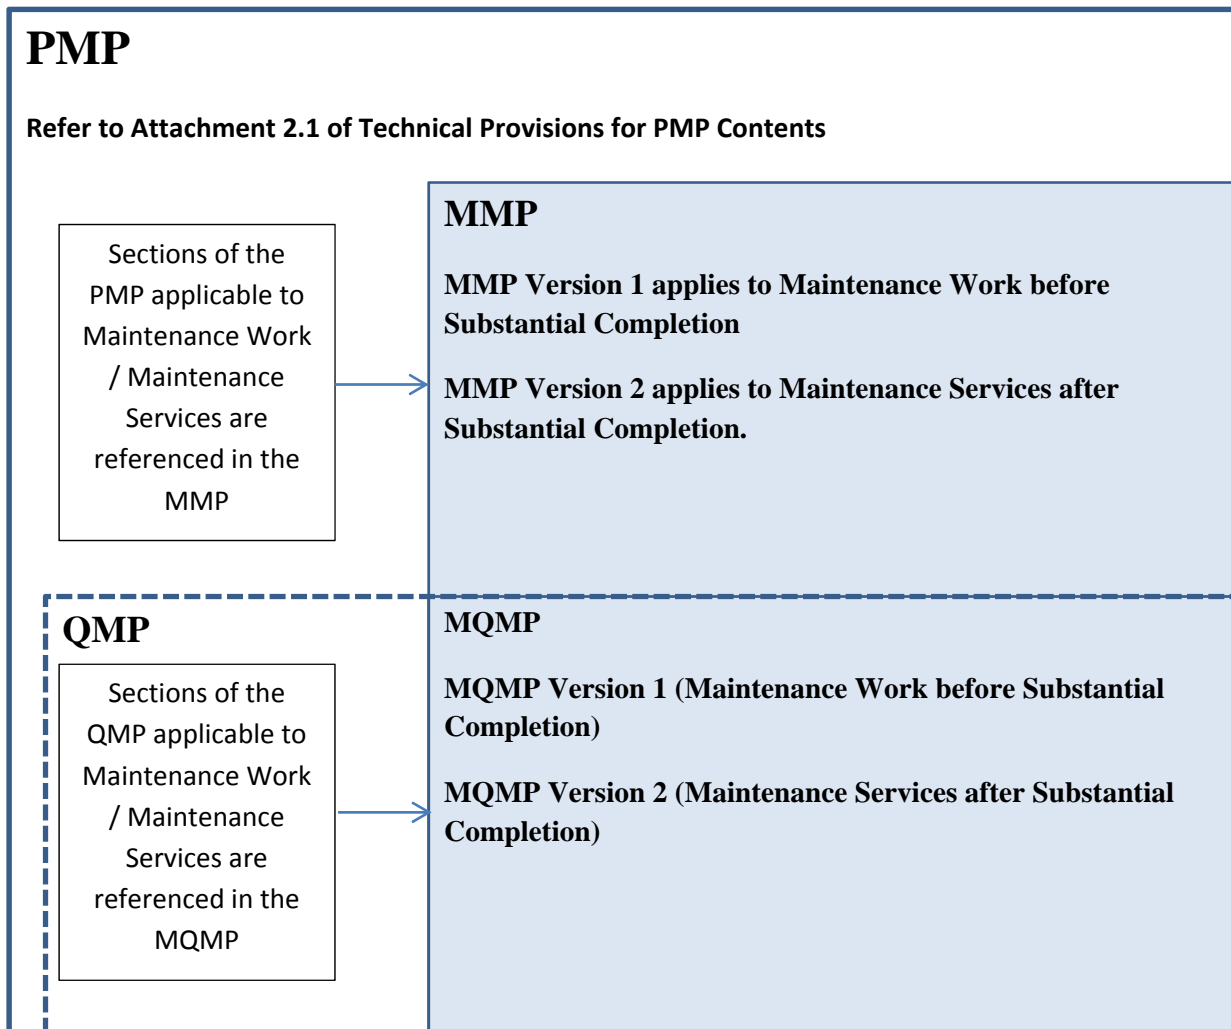 PMP
Refer to Attachment 2.1 of Technical Provisions for PMP Contents
Sections of the
PMP applicable to
Maintenance Work
/ Maintenance
Services are
referenced in the
MMP
MMP
MMP Version 1 applies to Maintenance Work before
Substantial Completion
MMP Version 2 applies to Maintenance Services after
Substantial Completion.
QMP
Sections of the
QMP applicable to
Maintenance Work
/ Maintenance
Services are
referenced in the
MQMP
MQMP
MQMP Version 1 (Maintenance Work before Substantial
Completion)
MQMP Version 2 (Maintenance Services after Substantial
Completion)